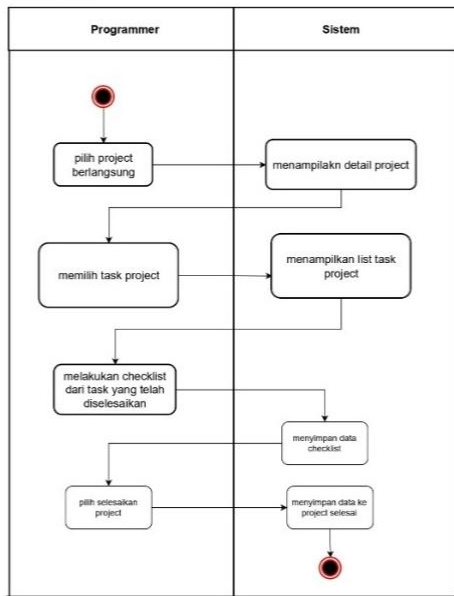 Programmer
Sistem
pilih project
berlangsung
menampilakn detail project
memilih task project
menampilkan list task
project
melakukan checklist
dari task yang telah
diselesaikan
menyimpan data
checklist
pilih selesaikan
project
menyimpan data ke
project selesai